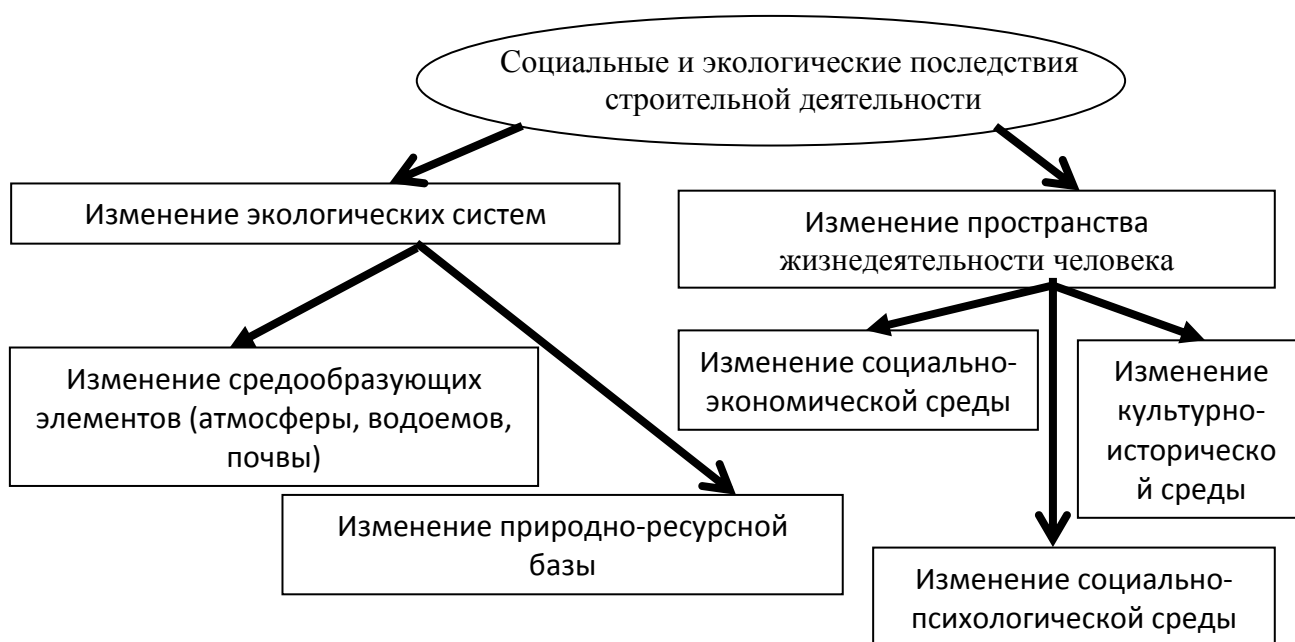 Социальные и экологические последствия
строительной деятельности
Изменение экологических систем
Изменение пространства
жизнедеятельности человека
Изменение средообразующих
элементов (атмосферы, водоемов,
почвы)
Изменение природно-ресурсной
базы
Изменение социально-
экономической среды
Изменение
культурно-
историческо
й среды
Изменение социально-
психологической среды